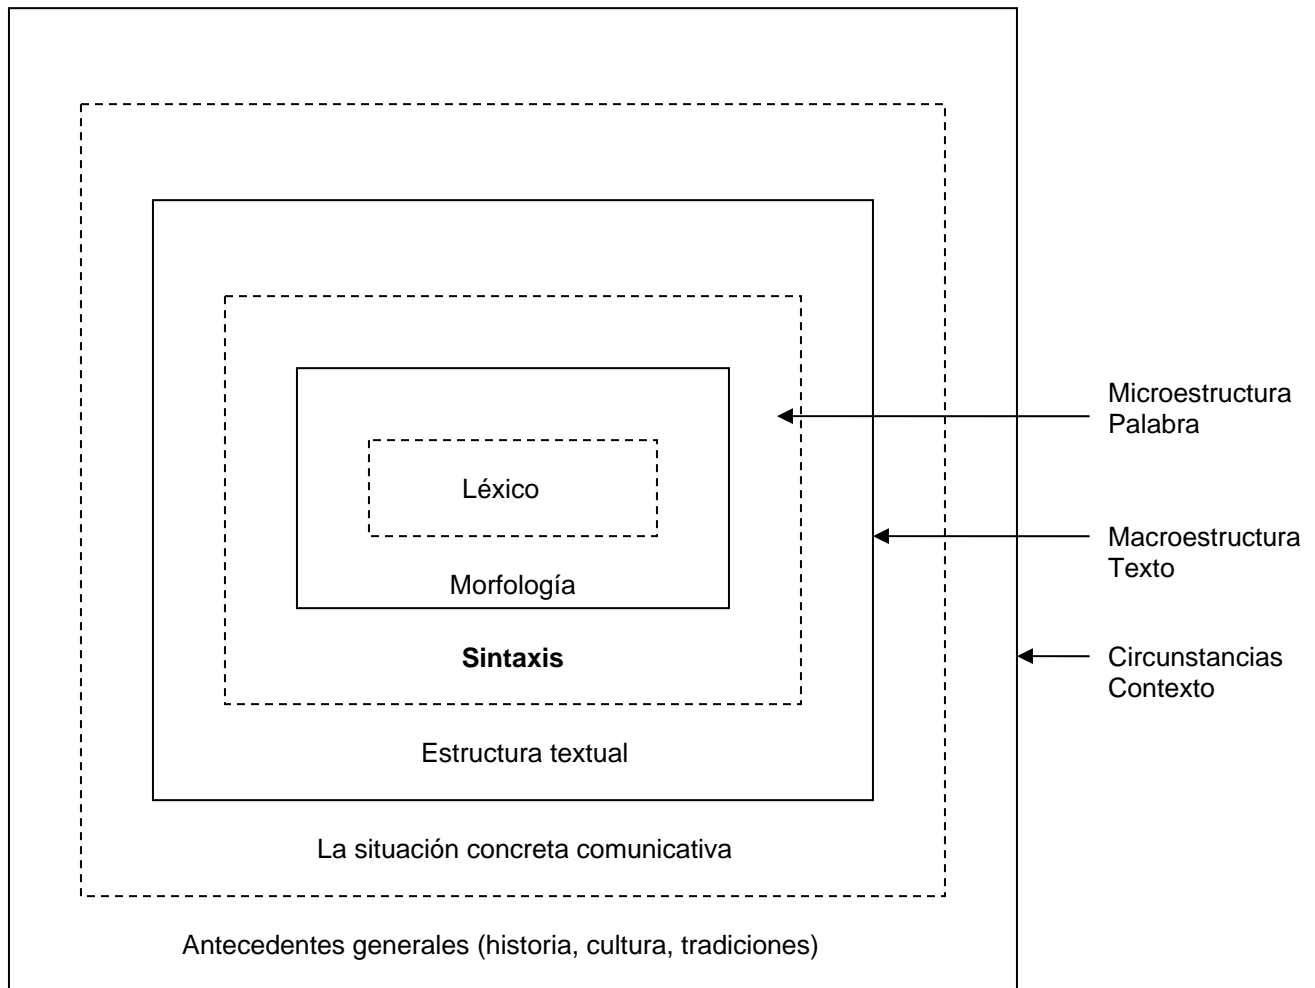 Microestructura
Palabra
Léxico
Macroestructura
Texto
Morfología
Sintaxis
Circunstancias
Contexto
Estructura textual
La situación concreta comunicativa
Antecedentes generales (historia, cultura, tradiciones)